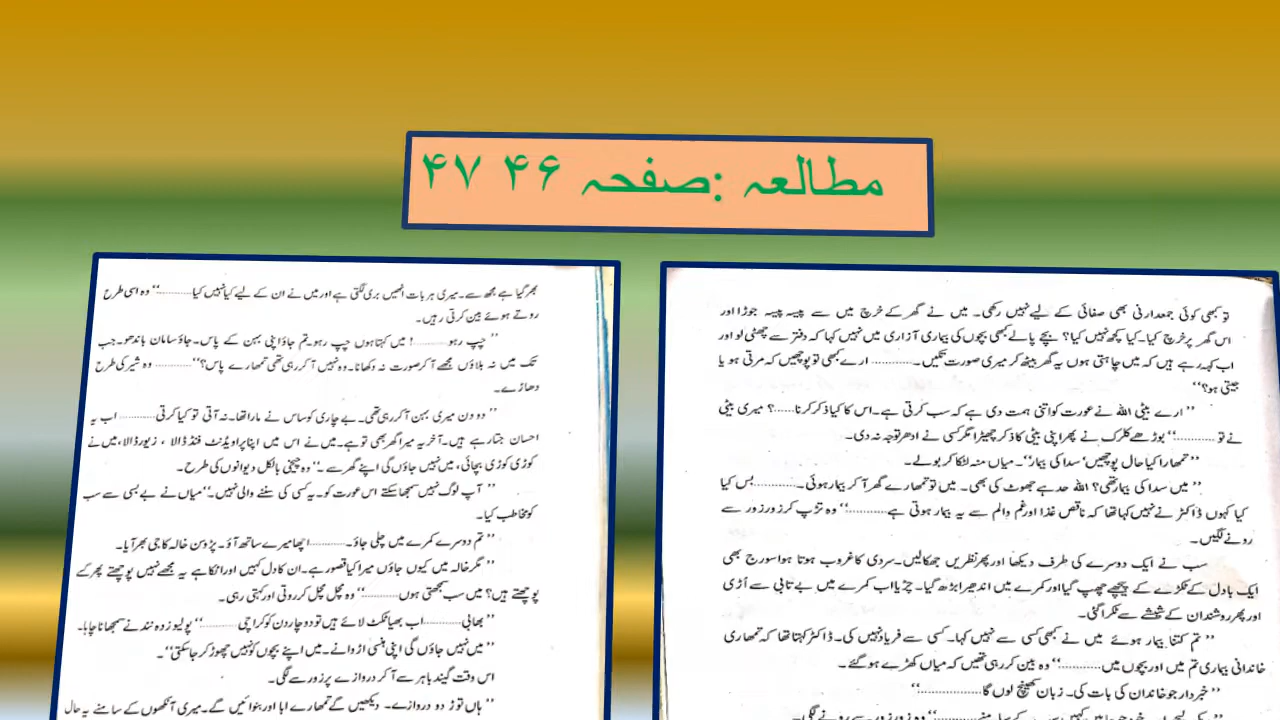 مطالعہ :صفحہ ۴۶ ۴۷
تو کبھی کوئی جمعدارنی بھی صفائی کے لیے نہیں رکھی۔ میں نے گھر کے خرچ میں سے پیسہ پیسہ جوڑا اور
اس گھر پر خرچ کیا۔ کیا کچھ نہیں کیا؟ بچے پالے کبھی بچوں کی بیماری آزاری میں نہیں کہا کہ دفتر سے چھٹی لو اور
اب کہہ رہے ہیں کہ میں چاہتی ہوں یہ گھر بیٹھ کر میری صورت تکیں۔............ ارے کبھی تو پوچھیں کہ مرتی ہو یا
جیتی ہو؟‘‘
’’ ارے بیٹی اللہ نے عورت کو اتنی ہمت دی ہے کہ سب کرتی ہے۔ اس کا کیا ذکر کرنا.......؟ میری بیٹی
نے تو ............‘‘ بوڑھے کلرک نے پھر اپنی بیٹی کا ذکر چھیڑا مگر کسی نے ادھر توجہ نہ دی۔
’’تمھارا کیا حال پوچھیں‘ سدا کی بیمار‘‘۔ میاں منہ لٹکا کر بولے۔
’’ میں سدا کی بیمار تھی؟ اللہ حد ہے جھوٹ کی بھی۔ میں تو تمھارے گھر آ کر بیمار ہوئی۔............بس کیا
کیا کہوں ڈاکٹر نے نہیں کہا تھا کہ ناقص غذا اور غم والم سے یہ بیمار ہوتی ہے............‘‘ وہ تڑپ کر زور زور سے
رونے لگیں۔
سب نے ایک دوسرے کی طرف دیکھا اور پھر نظریں جھکا لیں۔ سردی کا غروب ہوتا ہوا سورج بھی
ایک بادل کے ٹکڑے کے پیچھے چھپ گیا اور کمرے میں اندھیرا بڑھ گیا۔ چڑیا اب کمرے میں بے تابی سے اُڑی
اور پھر روشندان کے شیشے سے ٹکرا گئی۔
’’ تم کتنا بیمار ہوئے میں نے کبھی کسی سے نہیں کہا۔ کسی سے فریاد نہیں کی۔ ڈاکٹر کہتا تھا کہ تمھاری
خاندانی بیماری تم میں اور بچوں میں............‘‘ وہ بین کر رہی تھیں کہ میاں کھڑے ہو گئے۔
’’ خبردار جو خاندان کی بات کی۔ زبان کھینچ لوں گا..................‘‘
بھر گیا ہے مجھ سے۔ میری ہر بات انھیں بری لگتی ہے اور میں نے ان کے لیے کیا نہیں کیا............‘‘ وہ اسی طرح
روتے ہوئے بین کرتی رہیں۔
’’ چپ رہو ............! میں کہتا ہوں چپ رہو۔ تم جاؤ اپنی بہن کے پاس۔ جاؤ سامان باندھو۔ جب
تک میں نہ بلاؤں مجھے آ کر صورت نہ دکھانا۔ وہ نہیں آ کر رہی تھی تمھارے پاس؟‘‘............ وہ شیر کی طرح
دھاڑے۔
’’ دو دن میری بہن آ کر رہی تھی۔ بے چاری کو ساس نے مارا تھا۔ نہ آتی تو کیا کرتی............ اب یہ
احسان جتا رہے ہیں۔ آخر یہ میرا گھر بھی تو ہے۔ میں نے اس میں اپنا پراویڈنٹ فنڈ ڈالا ، زیور ڈالا، میں نے
کوڑی کوڑی بچائی، میں نہیں جاؤں گی اپنے گھر سے ۔‘‘ وہ چیخی بالکل دیوانوں کی طرح۔
’’ آپ لوگ نہیں سمجھا سکتے اس عورت کو۔ یہ کسی کی سننے والی نہیں۔‘‘ میاں نے بے بسی سے سب
کو مخاطب کیا۔
’’ تم دوسرے کمرے میں چلی جاؤ۔............اچھا میرے ساتھ آؤ۔ پڑوسن خالہ کا جی بھر آیا۔
’’ مگر خالہ میں کیوں جاؤں میرا کیا قصور ہے۔ ان کا دل کہیں اور اٹکا ہے یہ مجھے نہیں پوچھتے پھر کے
پوچھتے ہیں؟ میں سب سمجھتی ہوں............‘‘ وہ مچل مچل کر روتی اور کہتی رہی۔
’’ بھابی............اب بھیا ٹکٹ لائے ہیں تو دو چار دن کو کراچی ............‘‘ پولیو زدہ نند نے سمجھانا چاہا۔
’’ میں نہیں جاؤں گی اپنی ہنسی اڑوانے۔ میں اپنے بچوں کو نہیں چھوڑ کر جا سکتی‘‘۔
اس وقت گیند باہر سے آ کر دروازے پر زور سے لگی۔
’’ ہاں توڑ دو دروازے۔ دیکھیں گے تمھارے ابا اور بنوائیں گے۔ میری آنکھوں کے سامنے یہ حال